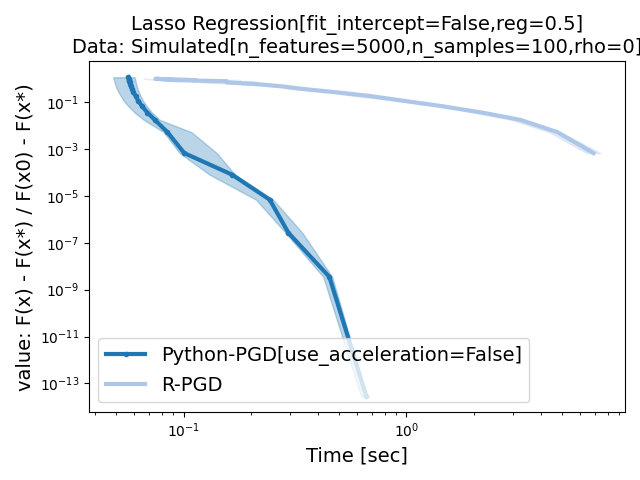 Lasso Regression[fit_intercept=False,reg=0.5]
Data: Simulated[n_features=5000,n_samples=100,rho=0]
value: F(x) - F(x*) / F(x0) - F(x*)
10⁻¹
10⁻³
10⁻⁵
10⁻⁷
10⁻⁹
10⁻¹¹
10⁻¹³
Python-PGD[use_acceleration=False]
R-PGD
10⁻¹ 10⁰
Time [sec]